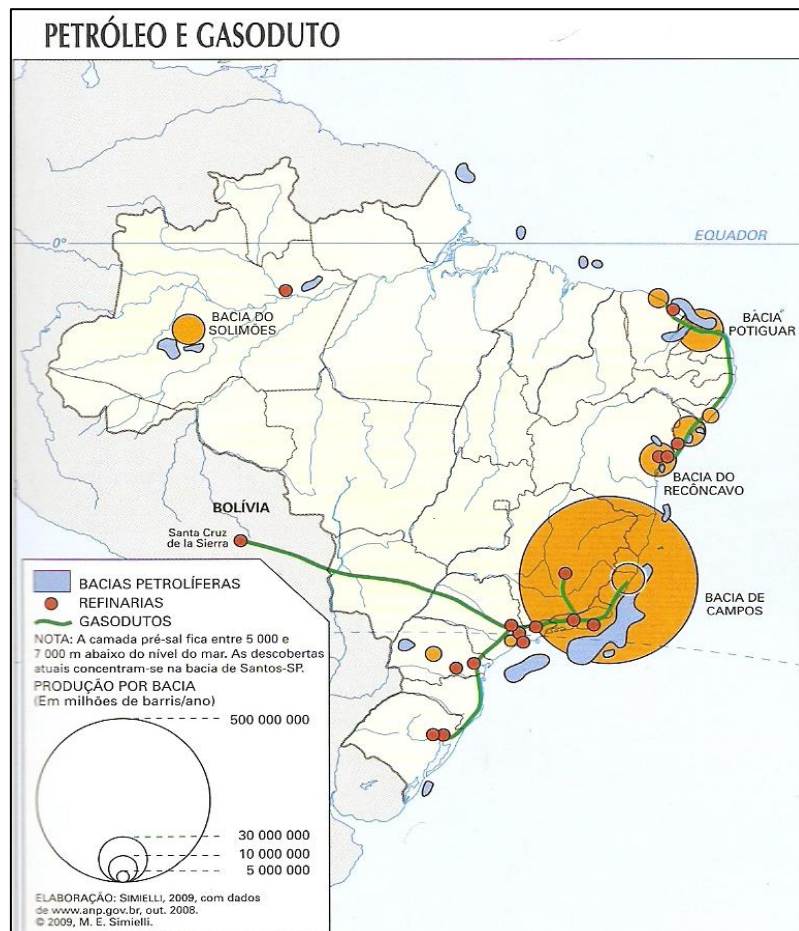 PETRÓLEO E GASODUTO
EQUADOR
0°
BACIA DO
SOLIMÕES
BACIA
POTIGUAR
BACIA DO
RECÔNCAVO
BOLÍVIA
Santa Cruz
de la Sierra
BACIA DE
CAMPOS
BACIAS PETROLÍFERAS
REFINARIAS
GASODUTOS
NOTA: A camada pré-sal fica entre 5 000 e
7 000 m abaixo do nível do mar. As descobertas
atuais concentram-se na bacia de Santos-SP.
PRODUÇÃO POR BACIA
(Em milhões de barris/ano)
500 000 000
30 000 000
10 000 000
5 000 000
ELABORAÇÃO: SIMIELLI, 2009, com dados
de www.anp.gov.br, out. 2008.
© 2009, M. E. Simielli.